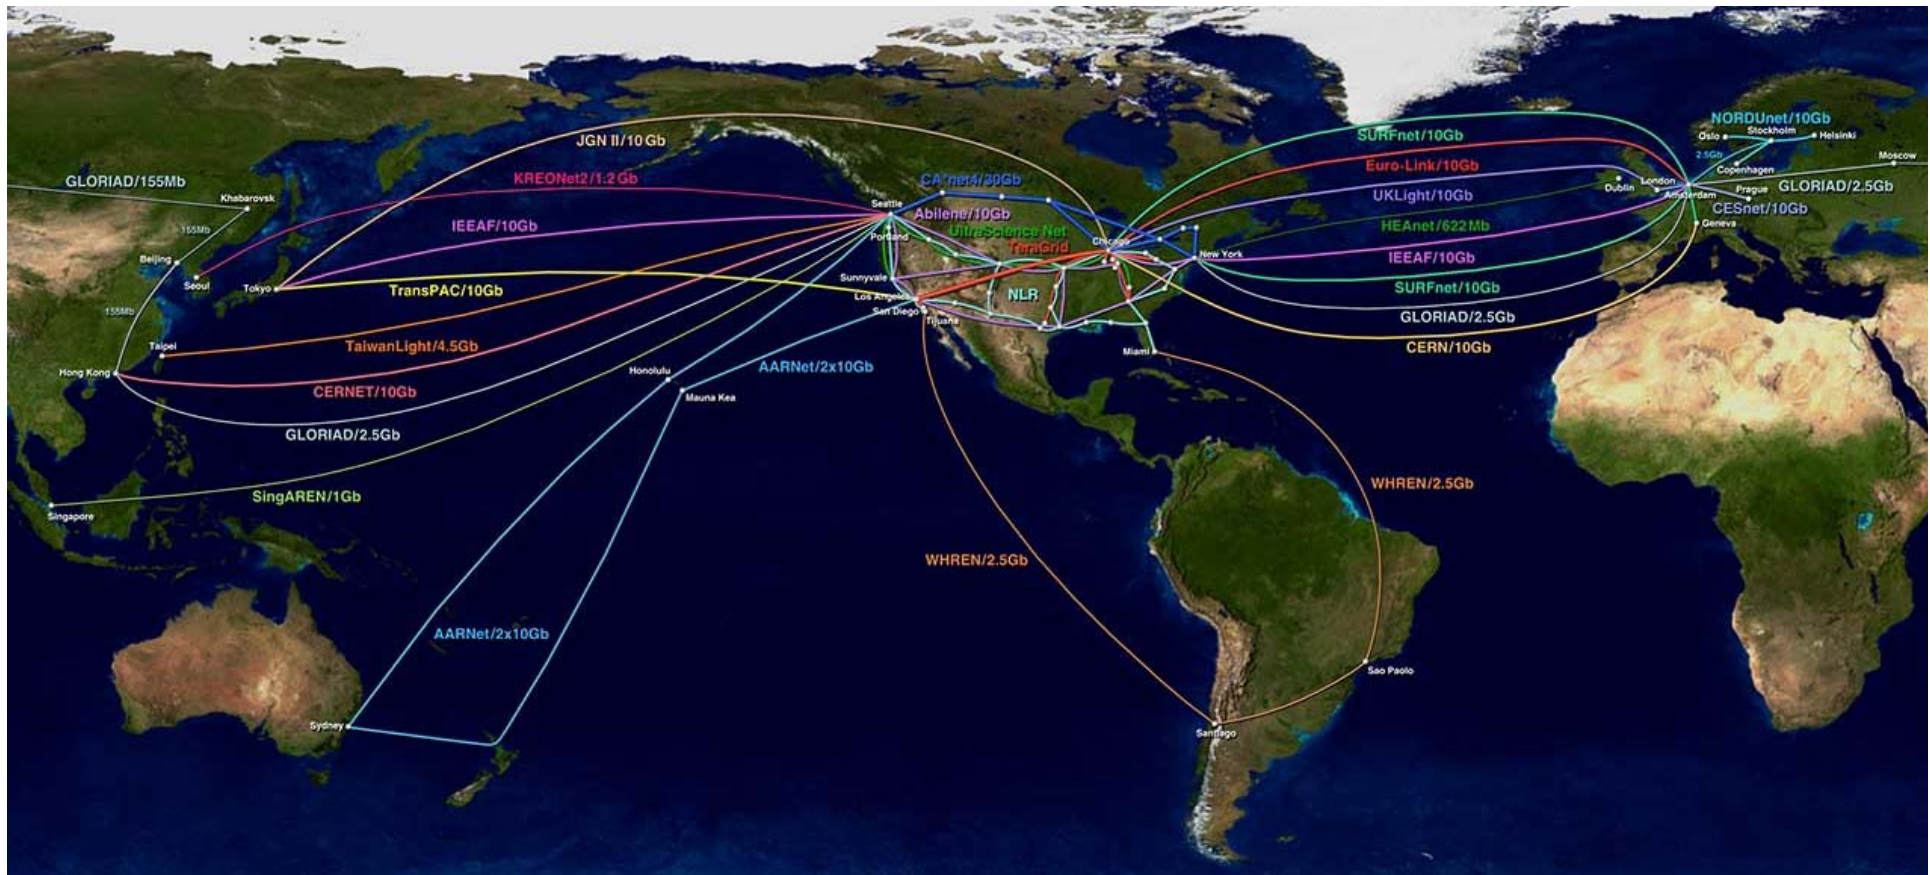 JGN II/10Gb
SURFnet/10Gb
NORDUnet/10Gb
Oslo
Stockholm
Helsinki
Euro-Link/10Gb
2.5Gb
Moscow
Copenhagen
GLORIAD/155Mb
KREONet2/1.2Gb
CA*net4/30Gb
UKLight/10Gb
Dublin
London
Prague
GLORIAD/2.5Gb
Amsterdam
Khabarovsk
Seattle
Abilene/10Gb
CESnet/10Gb
155Mb
IEEAF/10Gb
Portland
UltraScience Net
HEAnet/622Mb
Geneva
TeraGrid
Chicago
New York
IEEAF/10Gb
Beijing
Seoul
Tokyo
TransPAC/10Gb
Sunnyvale
SURFnet/10Gb
Los Angeles
NLR
155Mb
San Diego
Tijuana
GLORIAD/2.5Gb
Taipei
TaiwanLight/4.5Gb
CERN/10Gb
Miami
Hong Kong
Honolulu
AARNet/2x10Gb
CERNET/10Gb
Mauna Kea
GLORIAD/2.5Gb
WHREN/2.5Gb
SingAREN/1Gb
Singapore
WHREN/2.5Gb
AARNet/2x10Gb
Sao Paolo
Sydney
Santiago